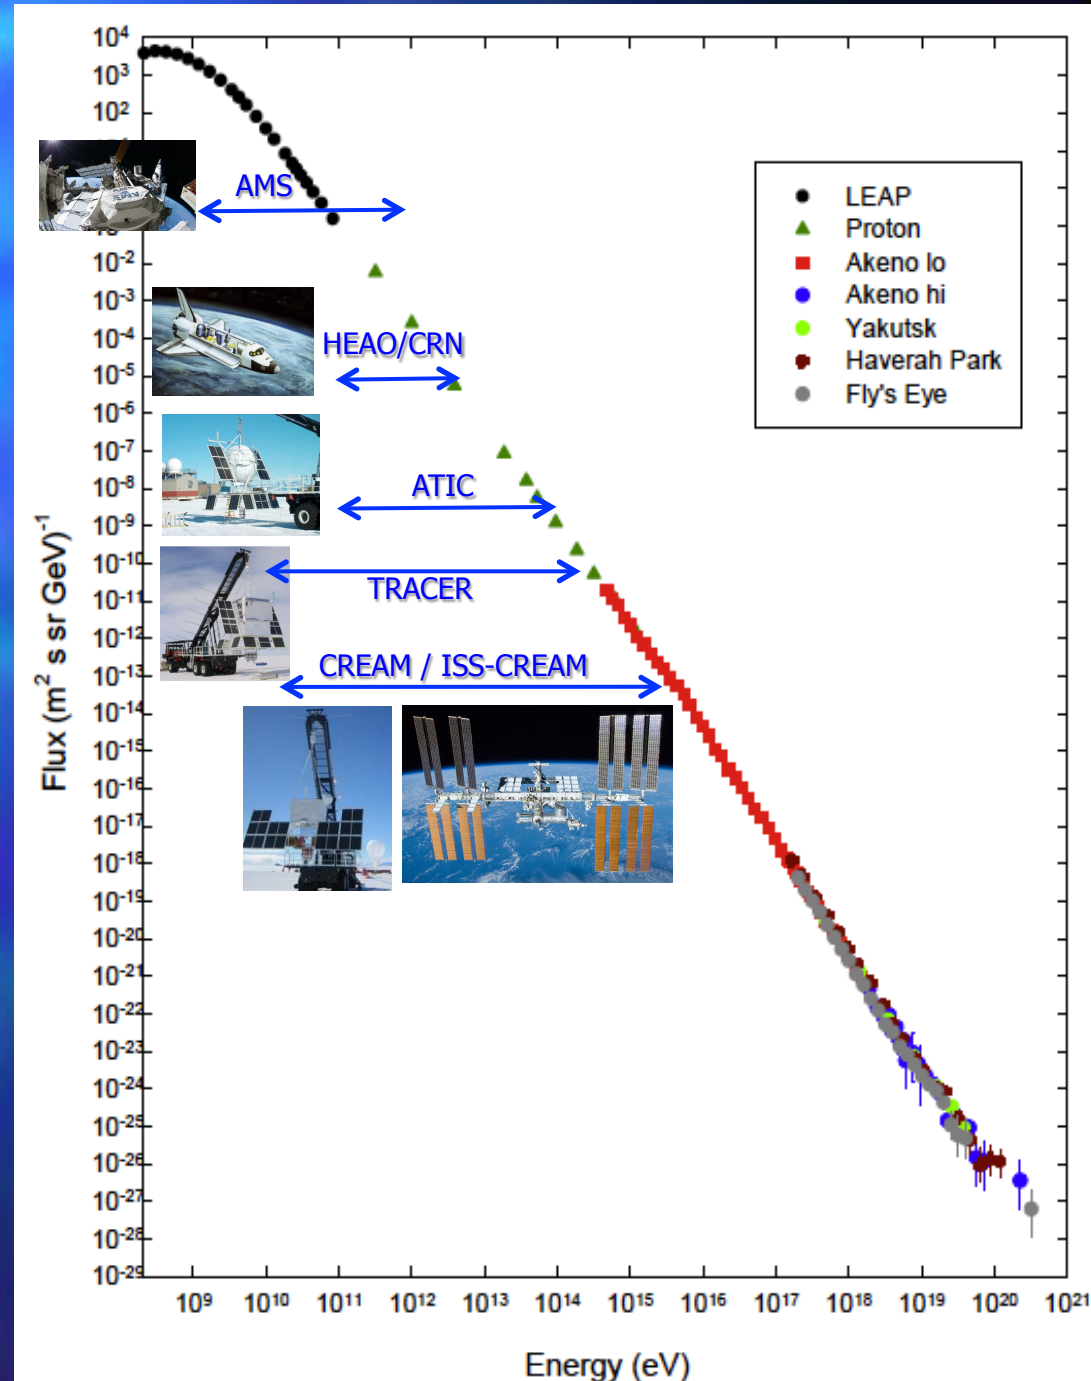 10⁴
10³
10²
AMS
LEAP
Proton
Akeno lo
Akeno hi
Yakutsk
Haverah Park
Fly's Eye
10⁻²
10⁻³
10⁻⁴
HEAO/CRN
10⁻⁵
10⁻⁶
10⁻⁷
ATIC
10⁻⁸
10⁻⁹
10⁻¹⁰
TRACER
10⁻¹¹
10⁻¹²
CREAM / ISS-CREAM
10⁻¹³
10⁻¹⁴
10⁻¹⁵
10⁻¹⁶
10⁻¹⁷
10⁻¹⁸
10⁻¹⁹
10⁻²⁰
10⁻²¹
10⁻²²
10⁻²³
10⁻²⁴
10⁻²⁵
10⁻²⁶
10⁻²⁷
10⁻²⁸
10⁻²⁹
Flux (m² s sr GeV)⁻¹
10⁹ 10¹⁰ 10¹¹ 10¹² 10¹³ 10¹⁴ 10¹⁵ 10¹⁶ 10¹⁷ 10¹⁸ 10¹⁹ 10²⁰ 10²¹
Energy (eV)